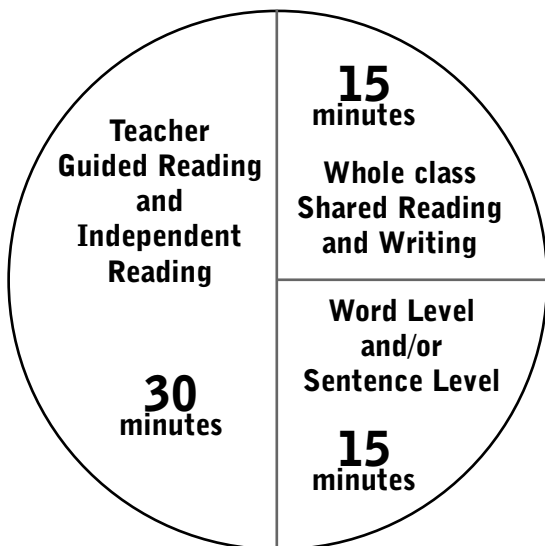 Teacher
Guided Reading
and
Independent
Reading
30
minutes
15
minutes
Whole class
Shared Reading
and Writing
Word Level
and/or
Sentence Level
15
minutes